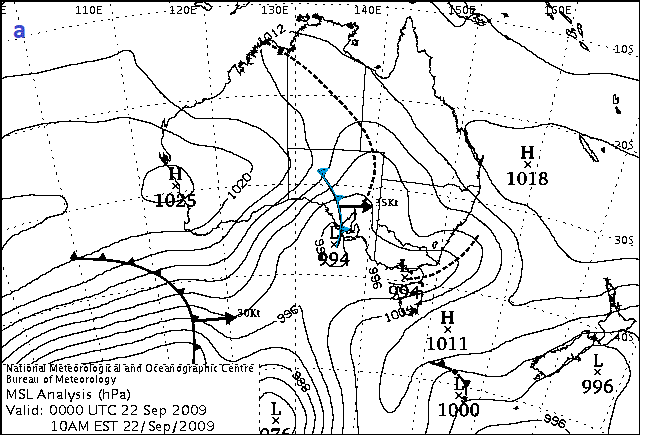 110E 120E 130E 140E 150E 160E
a
1012
10S
20S
H
1018
H
1025
1020
35Kt
30S
L
994
996
996
L
994
30Kt
996
H
1011
40S
L
996
988
L
1000
996
L
976
National Meteorological and Oceanographic Centre
Bureau of Meteorology
MSL Analysis (hPa)
Valid: 0000 UTC 22 Sep 2009
10AM EST 22/Sep/2009